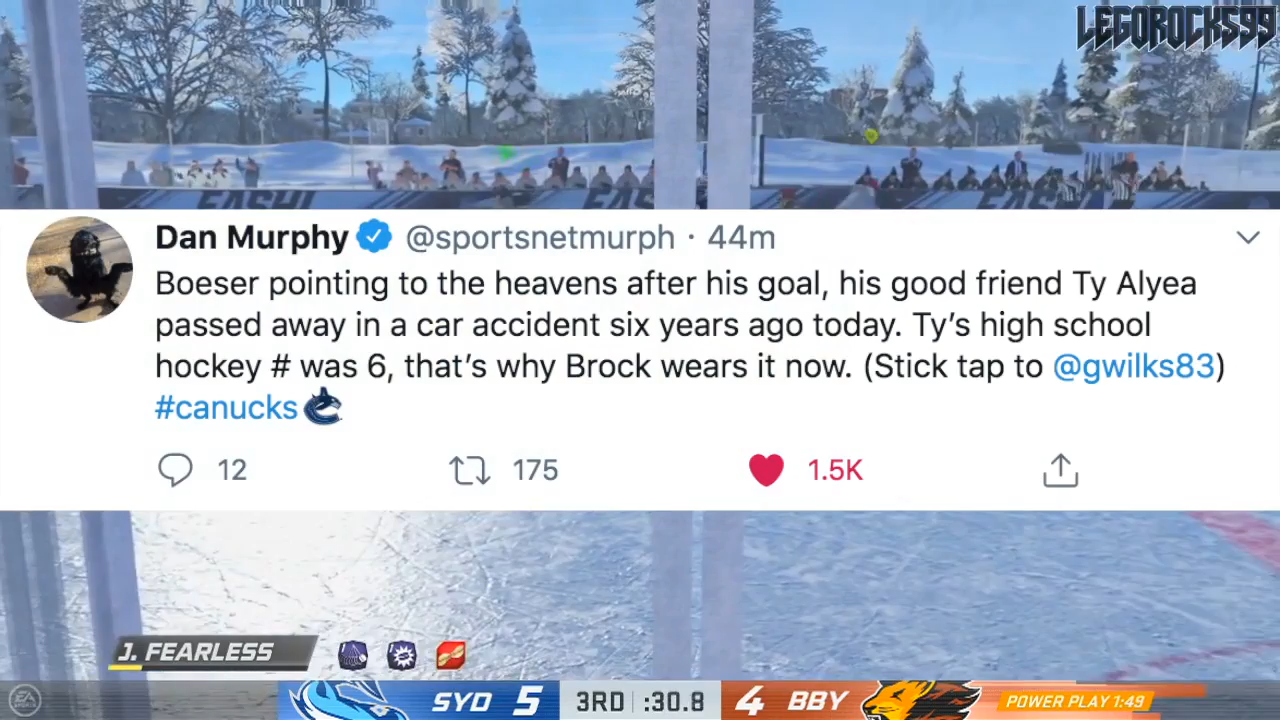 LEGOROCKS99
EASHL
Dan Murphy @sportsnetmurph · 44m
Boeser pointing to the heavens after his goal, his good friend Ty Alyea
passed away in a car accident six years ago today. Ty’s high school
hockey # was 6, that’s why Brock wears it now. (Stick tap to @gwilks83)
#canucks
12 175 1.5K
J. FEARLESS
EA SPORTS SYD 5 3RD :30.8 4 BBY POWER PLAY 1:49